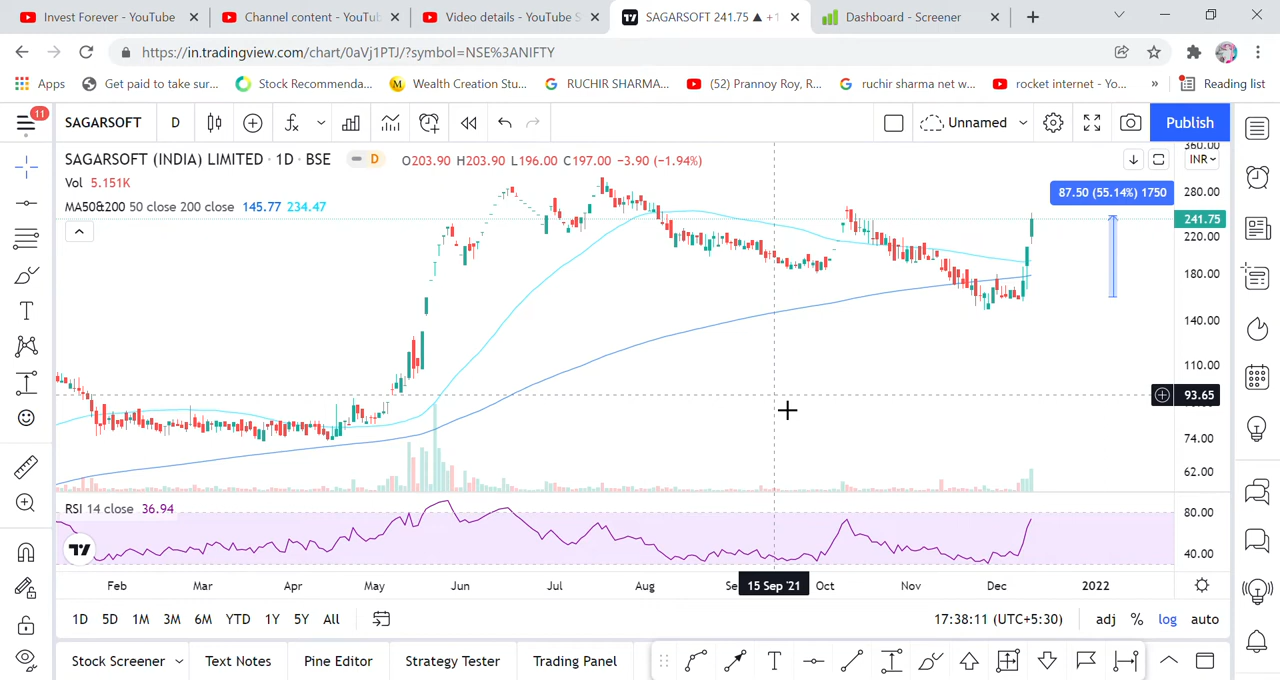 Invest Forever - YouTube
Channel content - YouTu
Video details - YouTube S
SAGARSOFT 241.75 ▲ +1
Dashboard - Screener
https://in.tradingview.com/chart/0aVj1PTJ/?symbol=NSE%3ANIFTY
Apps
Get paid to take sur...
Stock Recommenda...
Wealth Creation Stu...
RUCHIR SHARMA...
(52) Prannoy Roy, R...
ruchir sharma net w...
rocket internet - Yo...
»
Reading list
11
SAGARSOFT
D
Unnamed
Publish
SAGARSOFT (INDIA) LIMITED · 1D · BSE
D
O203.90 H203.90 L196.00 C197.00 −3.90 (−1.94%)
INR
Vol 5.151K
MA50&200 50 close 200 close 145.77 234.47
87.50 (55.14%) 1750
360.00
280.00
241.75
220.00
180.00
140.00
110.00
93.65
74.00
62.00
RSI 14 close 36.94
80.00
40.00
Feb
Mar
Apr
May
Jun
Jul
Aug
Se
15 Sep '21
Oct
Nov
Dec
2022
1D 5D 1M 3M 6M YTD 1Y 5Y All
17:38:11 (UTC+5:30)
adj % log auto
Stock Screener
Text Notes
Pine Editor
Strategy Tester
Trading Panel